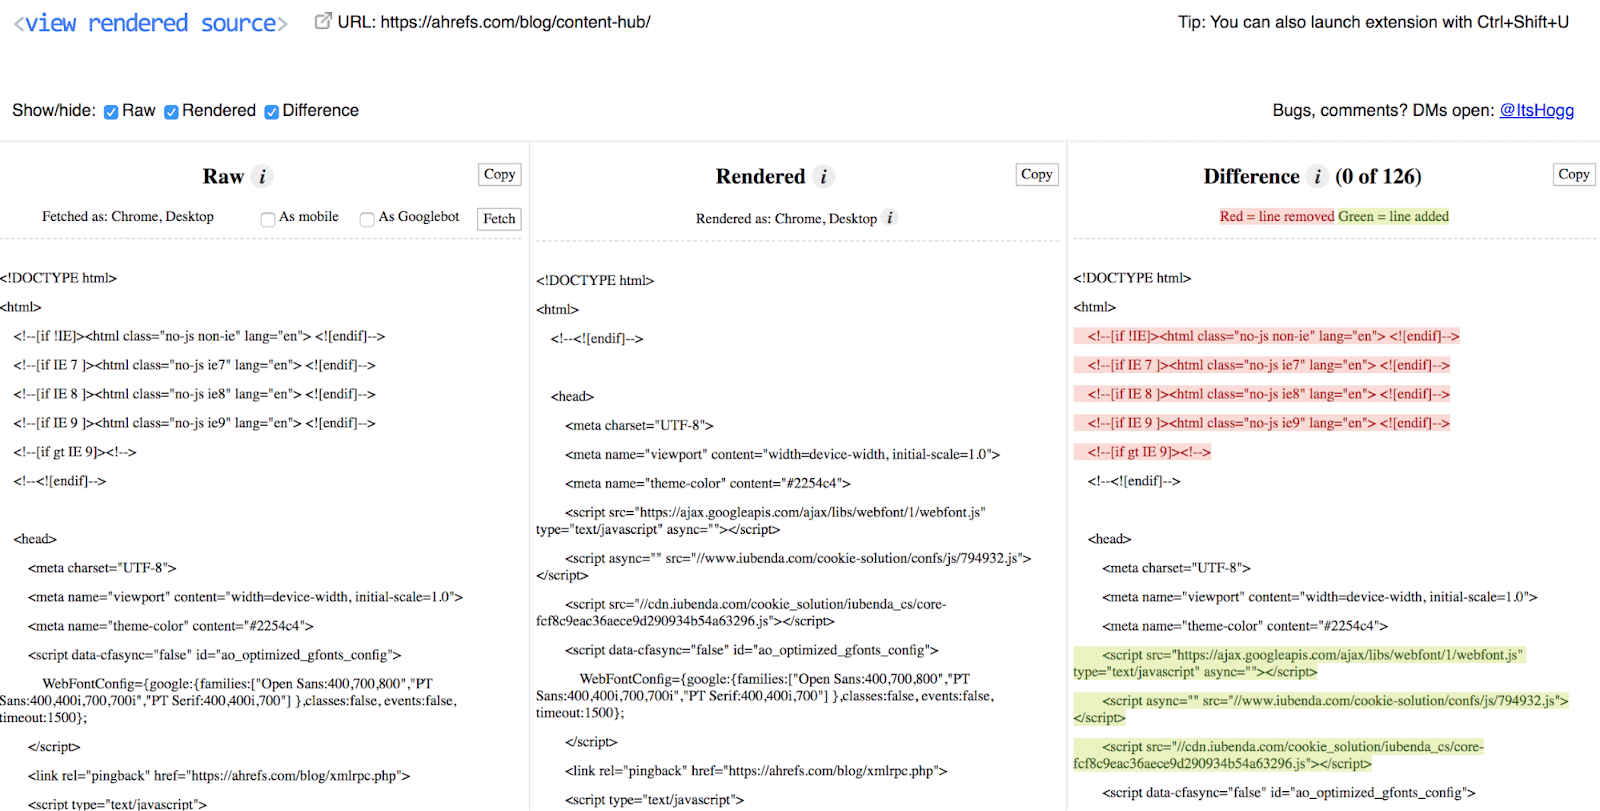 <view rendered source>
URL: https://ahrefs.com/blog/content-hub/
Tip: You can also launch extension with Ctrl+Shift+U
Show/hide: Raw Rendered Difference
Bugs, comments? DMs open: @ItsHogg
Raw i
Copy
Fetched as: Chrome, Desktop
As mobile
As Googlebot
Fetch
<!DOCTYPE html>
<html>
<!--[if !IE]><html class="no-js non-ie" lang="en"> <![endif]-->
<!--[if IE 7 ]><html class="no-js ie7" lang="en"> <![endif]-->
<!--[if IE 8 ]><html class="no-js ie8" lang="en"> <![endif]-->
<!--[if IE 9 ]><html class="no-js ie9" lang="en"> <![endif]-->
<!--[if gt IE 9]><!-->
<!--<![endif]-->
<head>
<meta charset="UTF-8">
<meta name="viewport" content="width=device-width, initial-scale=1.0">
<meta name="theme-color" content="#2254c4">
<script data-cfasync="false" id="ao_optimized_gfonts_config">
WebFontConfig={google:{families:["Open Sans:400,700,800","PT
Sans:400,400i,700,700i","PT Serif:400,400i,700"] },classes:false, events:false,
timeout:1500};
</script>
<link rel="pingback" href="https://ahrefs.com/blog/xmlrpc.php">
<script type="text/javascript">
Rendered i
Copy
Rendered as: Chrome, Desktop i
<!DOCTYPE html>
<html>
<!--<![endif]-->
<head>
<meta charset="UTF-8">
<meta name="viewport" content="width=device-width, initial-scale=1.0">
<meta name="theme-color" content="#2254c4">
<script src="https://ajax.googleapis.com/ajax/libs/webfont/1/webfont.js"
type="text/javascript" async=""></script>
<script async="" src="//www.iubenda.com/cookie-solution/confs/js/794932.js">
</script>
<script src="//cdn.iubenda.com/cookie_solution/iubenda_cs/core-
fcf8c9eac36aece9d290934b54a63296.js"></script>
<script data-cfasync="false" id="ao_optimized_gfonts_config">
WebFontConfig={google:{families:["Open Sans:400,700,800","PT
Sans:400,400i,700,700i","PT Serif:400,400i,700"] },classes:false, events:false,
timeout:1500};
</script>
<link rel="pingback" href="https://ahrefs.com/blog/xmlrpc.php">
<script type="text/javascript">
Difference i (0 of 126)
Copy
Red = line removed Green = line added
<!DOCTYPE html>
<html>
<!--[if !IE]><html class="no-js non-ie" lang="en"> <![endif]-->
<!--[if IE 7 ]><html class="no-js ie7" lang="en"> <![endif]-->
<!--[if IE 8 ]><html class="no-js ie8" lang="en"> <![endif]-->
<!--[if IE 9 ]><html class="no-js ie9" lang="en"> <![endif]-->
<!--[if gt IE 9]><!-->
<!--<![endif]-->
<head>
<meta charset="UTF-8">
<meta name="viewport" content="width=device-width, initial-scale=1.0">
<meta name="theme-color" content="#2254c4">
<script src="https://ajax.googleapis.com/ajax/libs/webfont/1/webfont.js"
type="text/javascript" async=""></script>
<script async="" src="//www.iubenda.com/cookie-solution/confs/js/794932.js">
</script>
<script src="//cdn.iubenda.com/cookie_solution/iubenda_cs/core-
fcf8c9eac36aece9d290934b54a63296.js"></script>
<script data-cfasync="false" id="ao_optimized_gfonts_config">